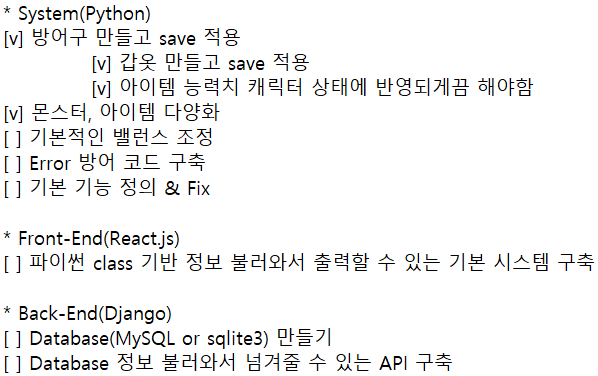 * System(Python)
[v] 방어구 만들고 save 적용
[v] 갑옷 만들고 save 적용
[v] 아이템 능력치 캐릭터 상태에 반영되게끔 해야함
[v] 몬스터, 아이템 다양화
[ ] 기본적인 밸런스 조정
[ ] Error 방어 코드 구축
[ ] 기본 기능 정의 & Fix
* Front-End(React.js)
[ ] 파이썬 class 기반 정보 불러와서 출력할 수 있는 기본 시스템 구축
* Back-End(Django)
[ ] Database(MySQL or sqlite3) 만들기
[ ] Database 정보 불러와서 넘겨줄 수 있는 API 구축